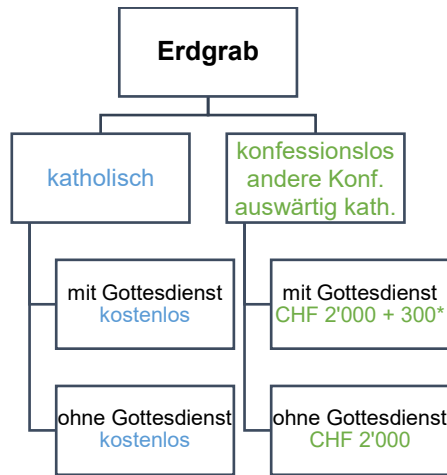 Erdgrab
katholisch
konfessionslos
andere Konf.
auswärtig kath.
mit Gottesdienst
kostenlos
mit Gottesdienst
CHF 2'000 + 300*
ohne Gottesdienst
kostenlos
ohne Gottesdienst
CHF 2'000